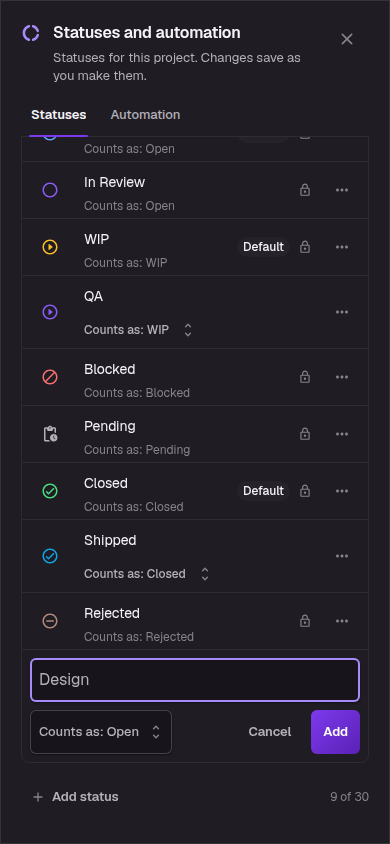 Statuses and automation
Statuses for this project. Changes save as
you make them.
Statuses
Automation
Counts as: Open
In Review
Counts as: Open
WIP
Default
Counts as: WIP
QA
Counts as: WIP
Blocked
Counts as: Blocked
Pending
Counts as: Pending
Closed
Default
Counts as: Closed
Shipped
Counts as: Closed
Rejected
Counts as: Rejected
Design
Counts as: Open
Cancel
Add
Add status
9 of 30